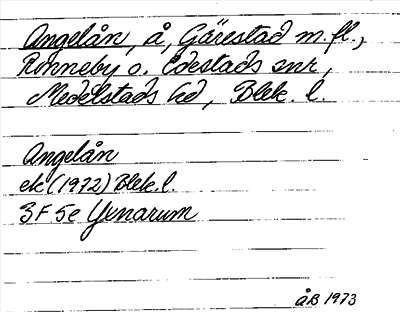 Angelån, å, Gärestad m.fl.,
Ronneby o. Edestads snr,
Medelstads hd, Blek. l.
Angelån
ek (1972) Blek. l.
3F 5e Yxnarum
åB 1973